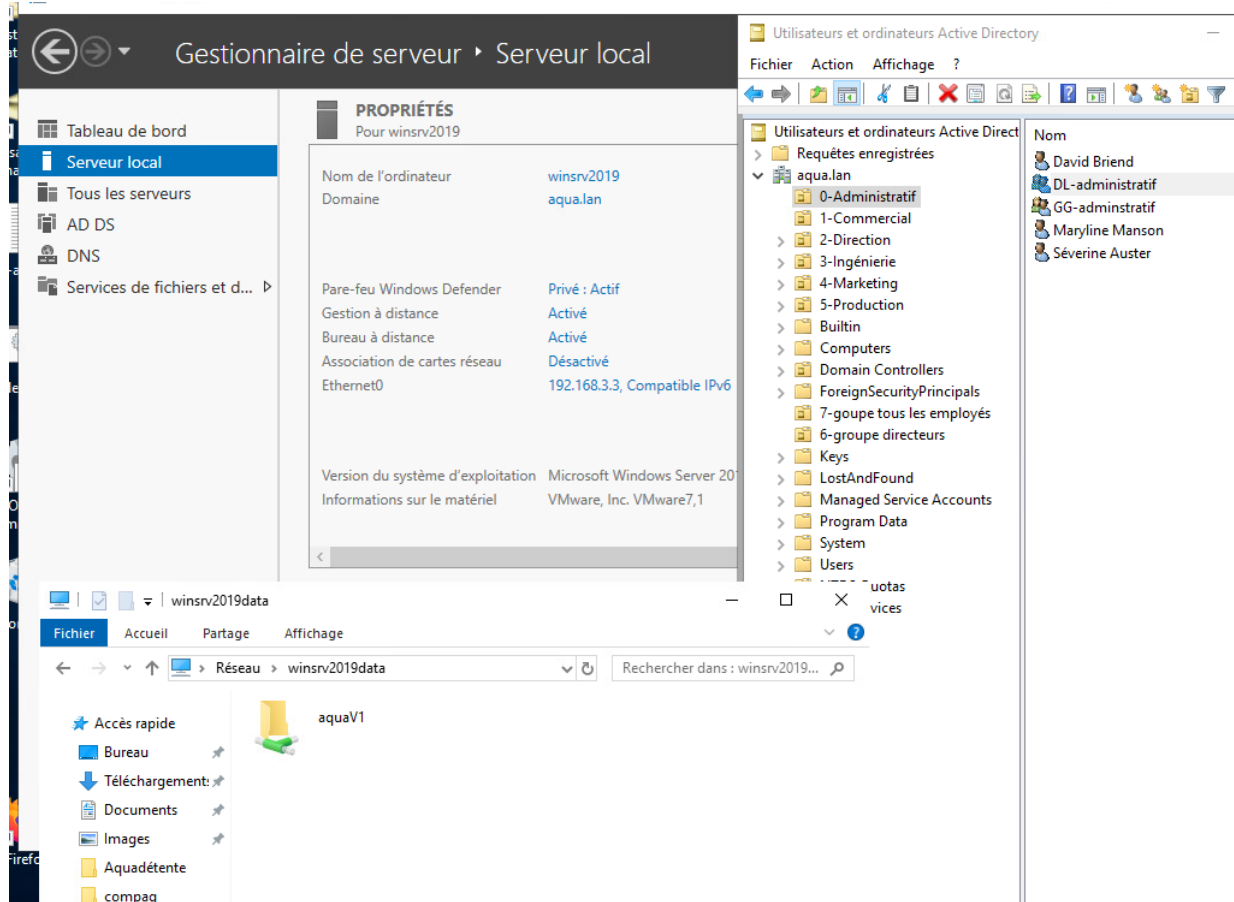 Gestionnaire de serveur ‣ Serveur local
Tableau de bord
Serveur local
Tous les serveurs
AD DS
DNS
Services de fichiers et d...
PROPRIÉTÉS
Pour winsrv2019
Nom de l'ordinateur winsrv2019
Domaine aqua.lan
Pare-feu Windows Defender Privé : Actif
Gestion à distance Activé
Bureau à distance Activé
Association de cartes réseau Désactivé
Ethernet0 192.168.3.3, Compatible IPv6
Version du système d'exploitation Microsoft Windows Server 20
Informations sur le matériel VMware, Inc. VMware7,1
Utilisateurs et ordinateurs Active Directory
Fichier Action Affichage ?
Utilisateurs et ordinateurs Active Direct
Requêtes enregistrées
aqua.lan
0-Administratif
1-Commercial
2-Direction
3-Ingénierie
4-Marketing
5-Production
Builtin
Computers
Domain Controllers
ForeignSecurityPrincipals
7-goupe tous les employés
6-groupe directeurs
Keys
LostAndFound
Managed Service Accounts
Program Data
System
Users
uotas
vices
Nom
David Briend
DL-administratif
GG-adminstratif
Maryline Manson
Séverine Auster
winsrv2019data
Fichier Accueil Partage Affichage
Réseau › winsrv2019data
Rechercher dans : winsrv2019...
Accès rapide
Bureau
Téléchargement:
Documents
Images
Aquadétente
compaq
aquaV1
Firefo